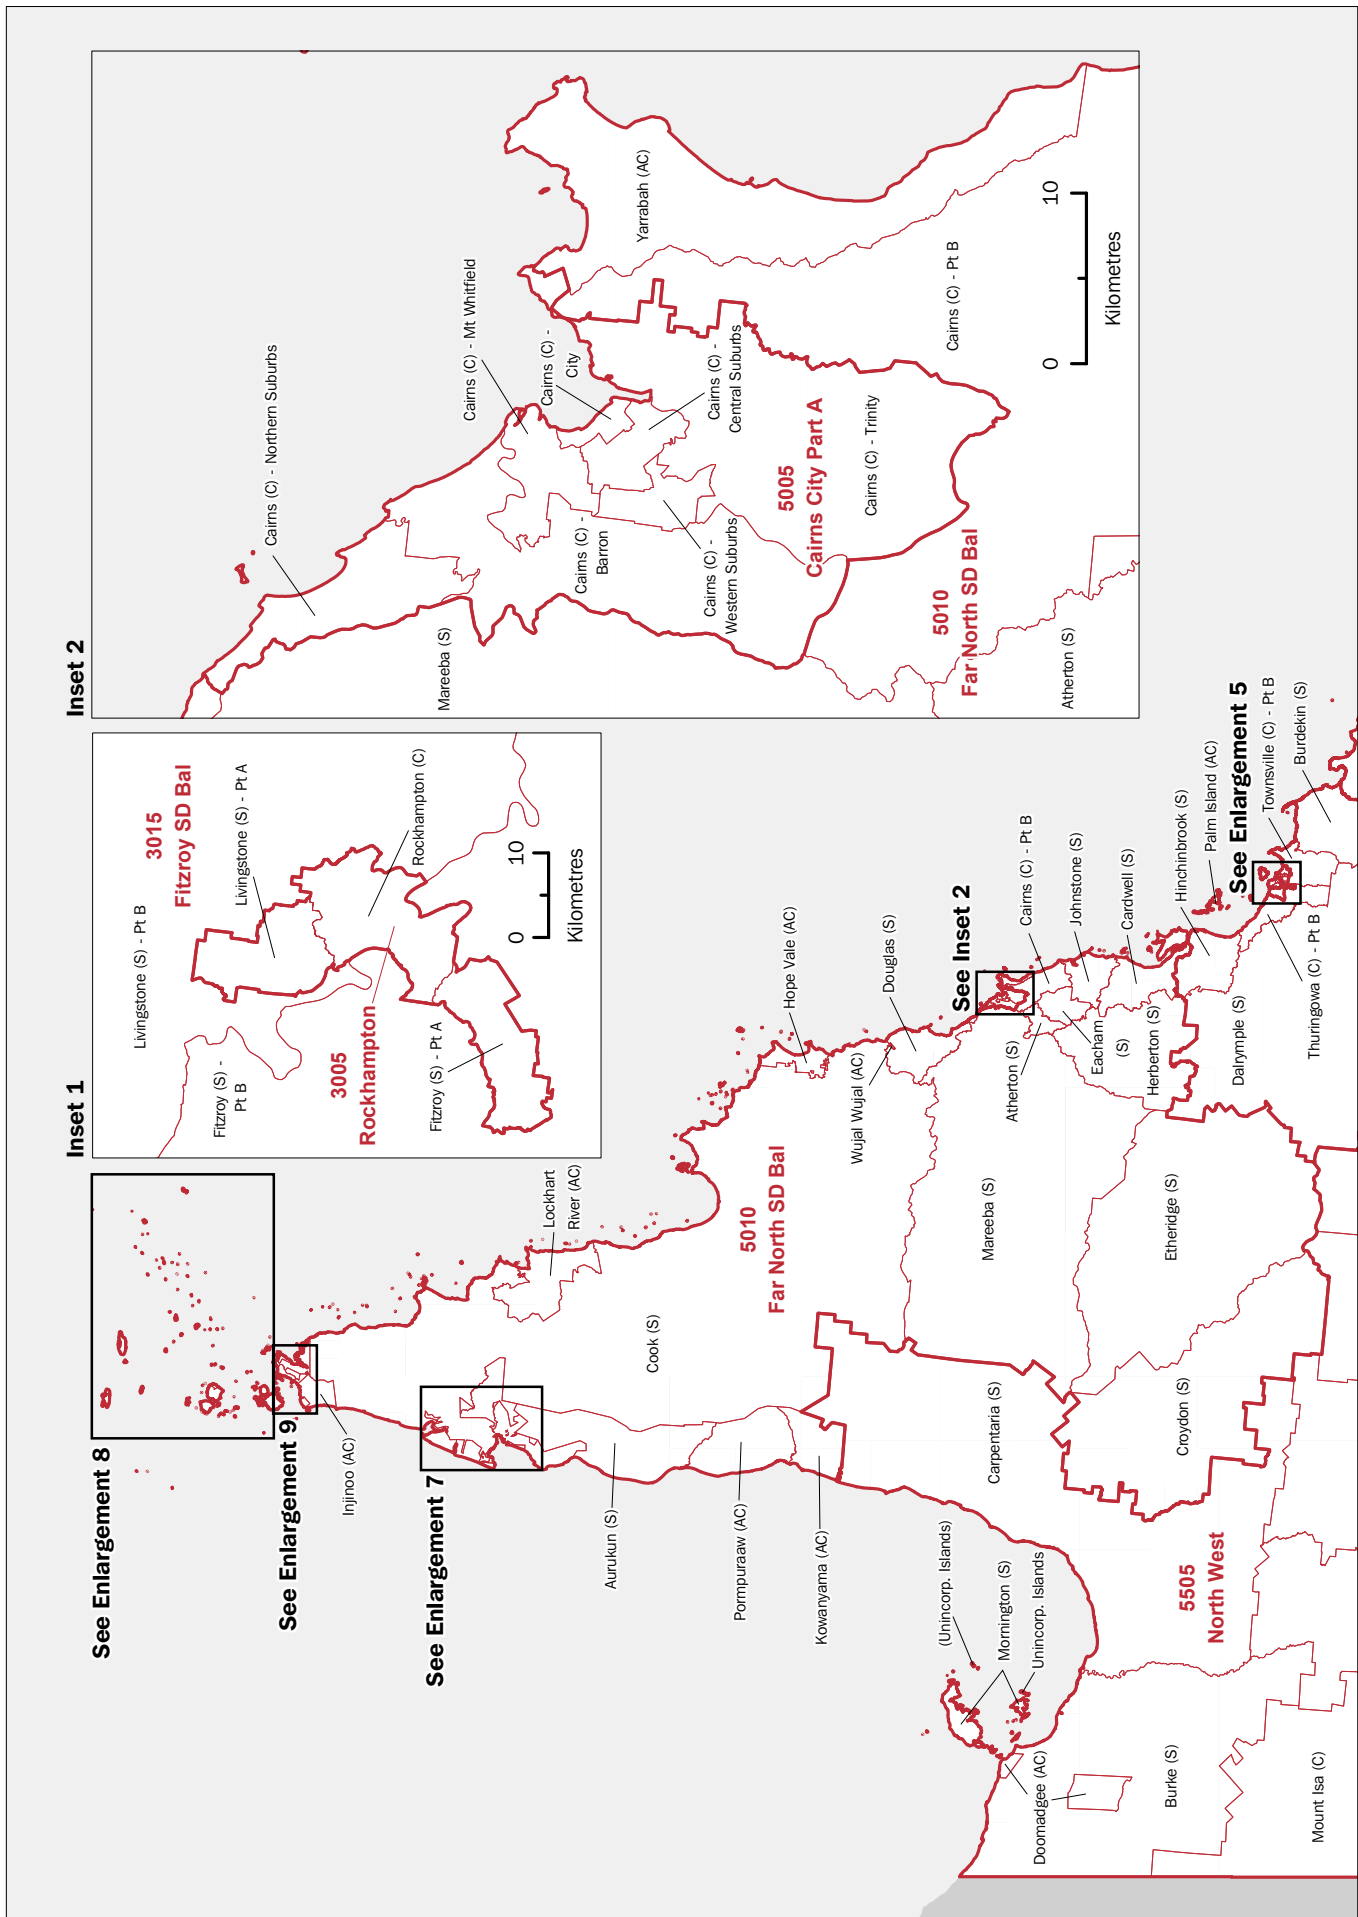 See Enlargement 8
See Enlargement 9
See Enlargement 7
Injinoo (AC)
Lockhart
River (AC)
Aurukun (S)
Cook (S)
Pormpuraaw (AC)
Kowanyama (AC)
5010
Far North SD Bal
Hope Vale (AC)
Wujal Wujal (AC)
Douglas (S)
See Inset 2
(Unincorp. Islands)
Mornington (S)
Unincorp. Islands
Doomadgee (AC)
Carpentaria (S)
Mareeba (S)
Atherton (S)
Cairns (C) - Pt B
Johnstone (S)
Eacham
(S)
Cardwell (S)
Herberton (S)
Hinchinbrook (S)
Palm Island (AC)
See Enlargement 5
Townsville (C) - Pt B
Burdekin (S)
Burke (S)
5505
North West
Croydon (S)
Etheridge (S)
Dalrymple (S)
Thuringowa (C) - Pt B
Mount Isa (C)
Inset 1
Livingstone (S) - Pt B
3015
Fitzroy SD Bal
Livingstone (S) - Pt A
Fitzroy (S) -
Pt B
3005
Rockhampton
Rockhampton (C)
Fitzroy (S) - Pt A
0 10
Kilometres
Inset 2
Cairns (C) - Northern Suburbs
Cairns (C) - Mt Whitfield
Cairns (C) -
City
Yarrabah (AC)
Mareeba (S)
Cairns (C) -
Barron
Cairns (C) -
Western Suburbs
Cairns (C) -
Central Suburbs
5005
Cairns City Part A
Cairns (C) - Trinity
Cairns (C) - Pt B
5010
Far North SD Bal
Atherton (S)
0 10
Kilometres